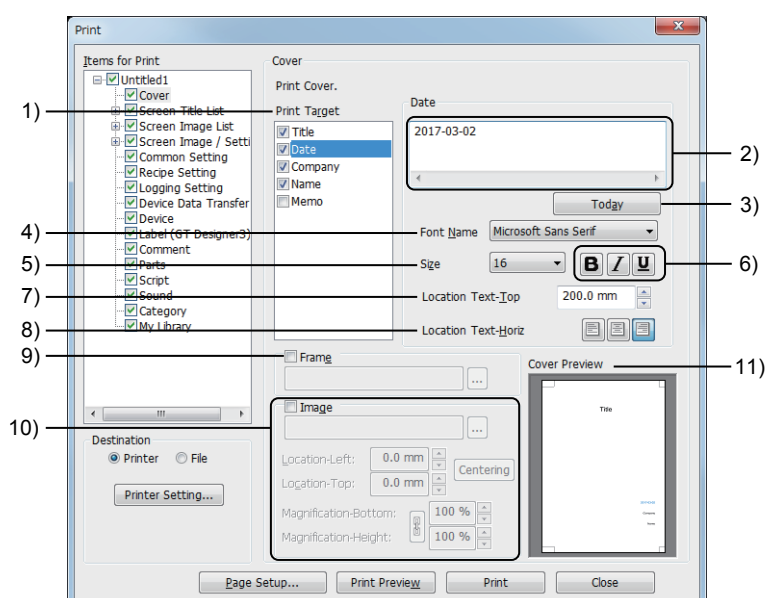 Print
Items for Print
Untitled1
Cover
Screen Title List
Screen Image List
Screen Image / Setti
Common Setting
Recipe Setting
Logging Setting
Device Data Transfer
Device
Label (GT Designer3)
Comment
Parts
Script
Sound
Category
My Library
Destination
Printer File
Printer Setting...
Cover
Print Cover.
Print Target
Title
Date
Company
Name
Memo
Date
2017-03-02
Today
Font Name Microsoft Sans Serif
Size 16 B I U
Location Text-Top 200.0 mm
Location Text-Horiz
Frame
...
Image
...
Location-Left: 0.0 mm
Location-Top: 0.0 mm
Centering
Magnification-Bottom: 100 %
Magnification-Height: 100 %
Cover Preview
Title
Page Setup... Print Preview Print Close
1)
2)
3)
4)
5)
6)
7)
8)
9)
10)
11)